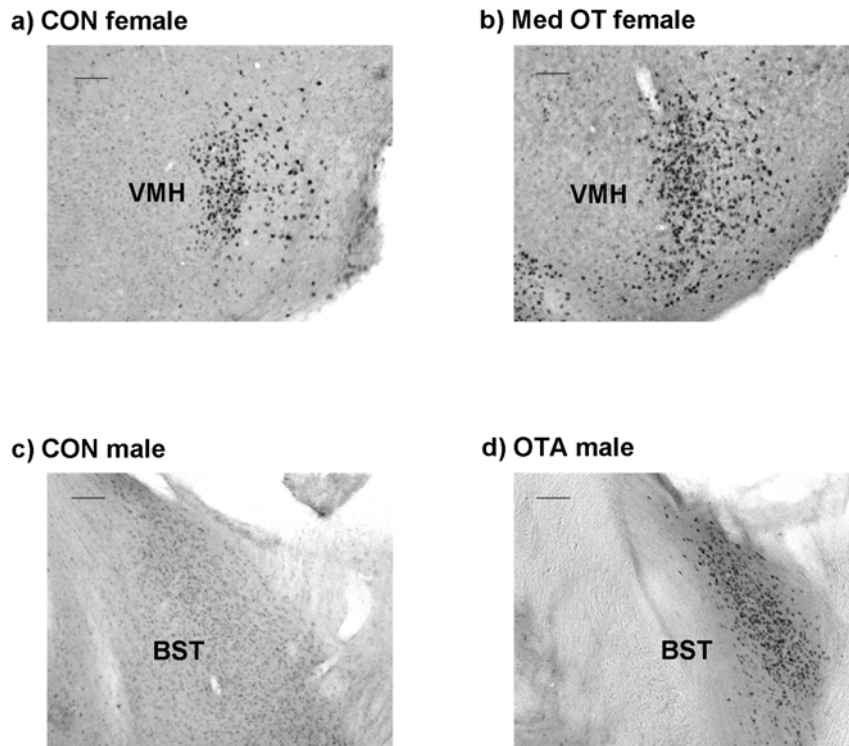 a) CON female
b) Med OT female
VMH
VMH
c) CON male
d) OTA male
BST
BST